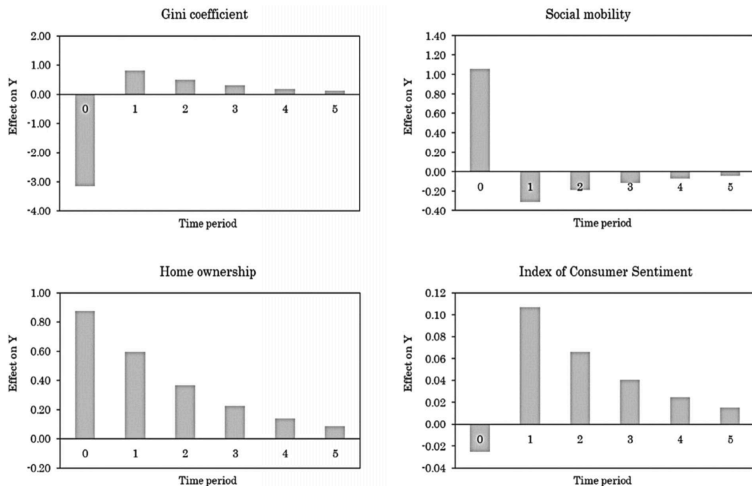 Gini coefficient
2.00
1.00
0.00
-1.00
-2.00
-3.00
-4.00
Effect on Y
0 1 2 3 4 5
Time period
Social mobility
1.40
1.20
1.00
0.80
0.60
0.40
0.20
0.00
-0.20
-0.40
Effect on Y
0 1 2 3 4 5
Time period
Home ownership
1.00
0.80
0.60
0.40
0.20
0.00
-0.20
Effect on Y
0 1 2 3 4 5
Time period
Index of Consumer Sentiment
0.12
0.10
0.08
0.06
0.04
0.02
0.00
-0.02
-0.04
Effect on Y
0 1 2 3 4 5
Time period